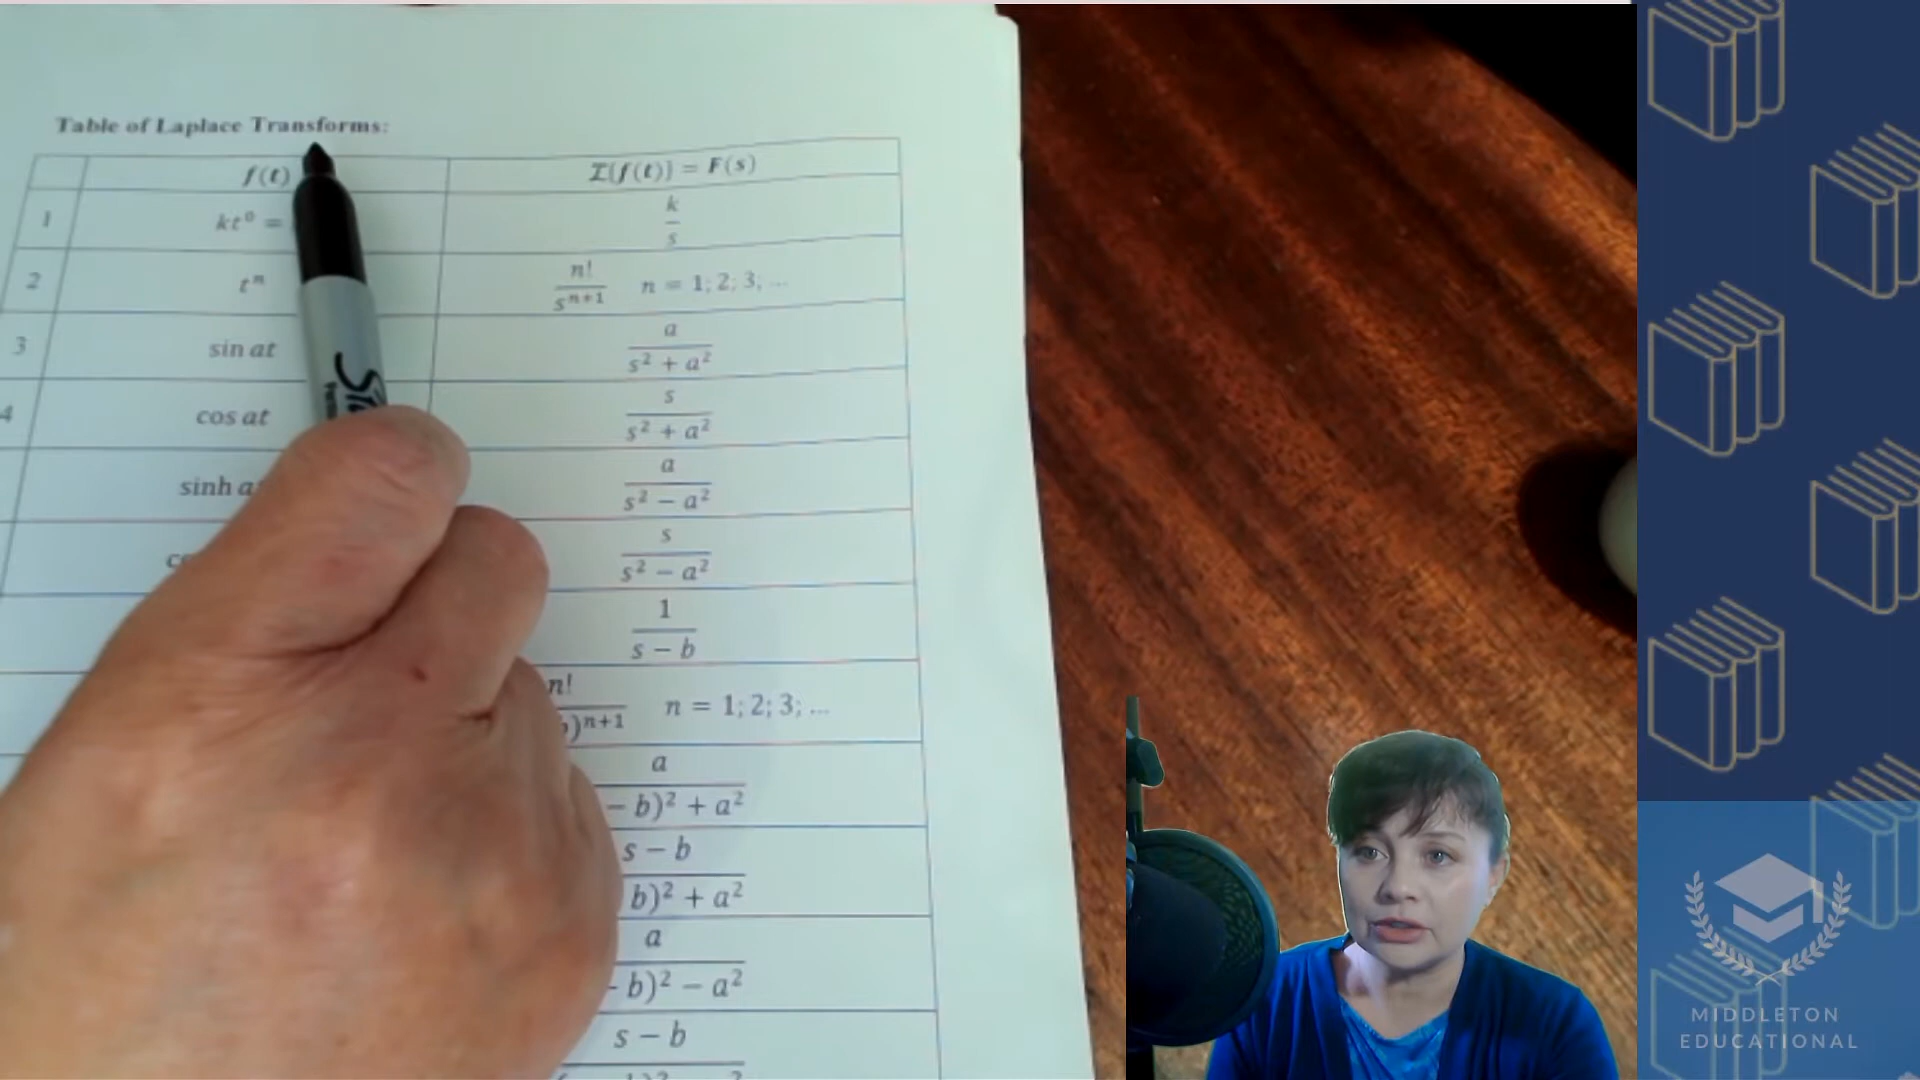 Table of Laplace Transforms:
f(t) ℐ{f(t)} = F(s)
1 kt⁰ = k/s
2 tⁿ n!/sⁿ⁺¹ n = 1; 2; 3; ...
3 sin at a/(s² + a²)
4 cos at s/(s² + a²)
sinh a/(s² − a²)
s/(s² − a²)
1/(s − b)
n!/)ⁿ⁺¹ n = 1; 2; 3; ...
a/− b)² + a²
s − b/b)² + a²
a/- b)² − a²
s − b
MIDDLETON
EDUCATIONAL